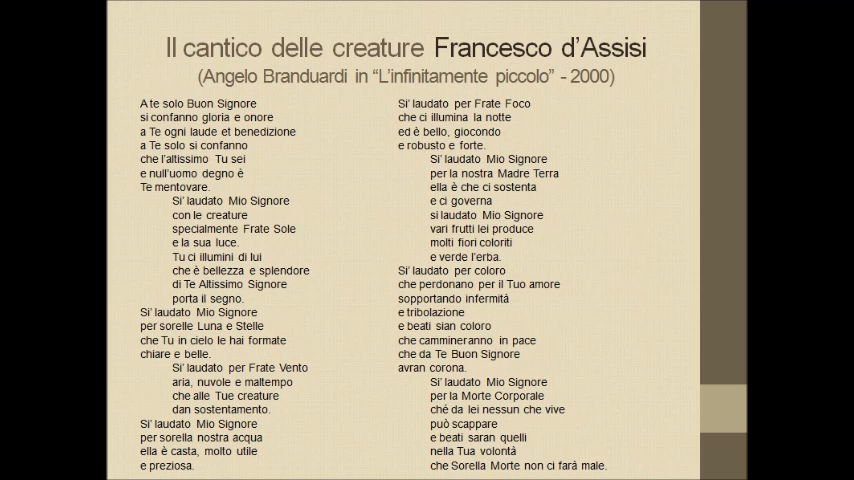 Il cantico delle creature Francesco d'Assisi
(Angelo Branduardi in "L'infinitamente piccolo" - 2000)
A te solo Buon Signore
si confanno gloria e onore
a Te ogni laude et benedizione
a Te solo si confanno
che l'altissimo Tu sei
e null'uomo degno è
Te mentovare.
Si' laudato Mio Signore
con le creature
specialmente Frate Sole
e la sua luce.
Tu ci illumini di lui
che è bellezza e splendore
di Te Altissimo Signore
porta il segno.
Si' laudato Mio Signore
per sorelle Luna e Stelle
che Tu in cielo le hai formate
chiare e belle.
Si' laudato per Frate Vento
aria, nuvole e maltempo
che alle Tue creature
dan sostentamento.
Si' laudato Mio Signore
per sorella nostra acqua
ella è casta, molto utile
e preziosa.
Si' laudato per Frate Foco
che ci illumina la notte
ed è bello, giocondo
e robusto e forte.
Si' laudato Mio Signore
per la nostra Madre Terra
ella è che ci sostenta
e ci governa
si laudato Mio Signore
vari frutti lei produce
molti fiori coloriti
e verde l'erba.
Si' laudato per coloro
che perdonano per il Tuo amore
sopportando infermità
e tribolazione
e beati sian coloro
che cammineranno in pace
che da Te Buon Signore
avran corona.
Si' laudato Mio Signore
per la Morte Corporale
ché da lei nessun che vive
può scappare
e beati saran quelli
nella Tua volontà
che Sorella Morte non ci farà male.